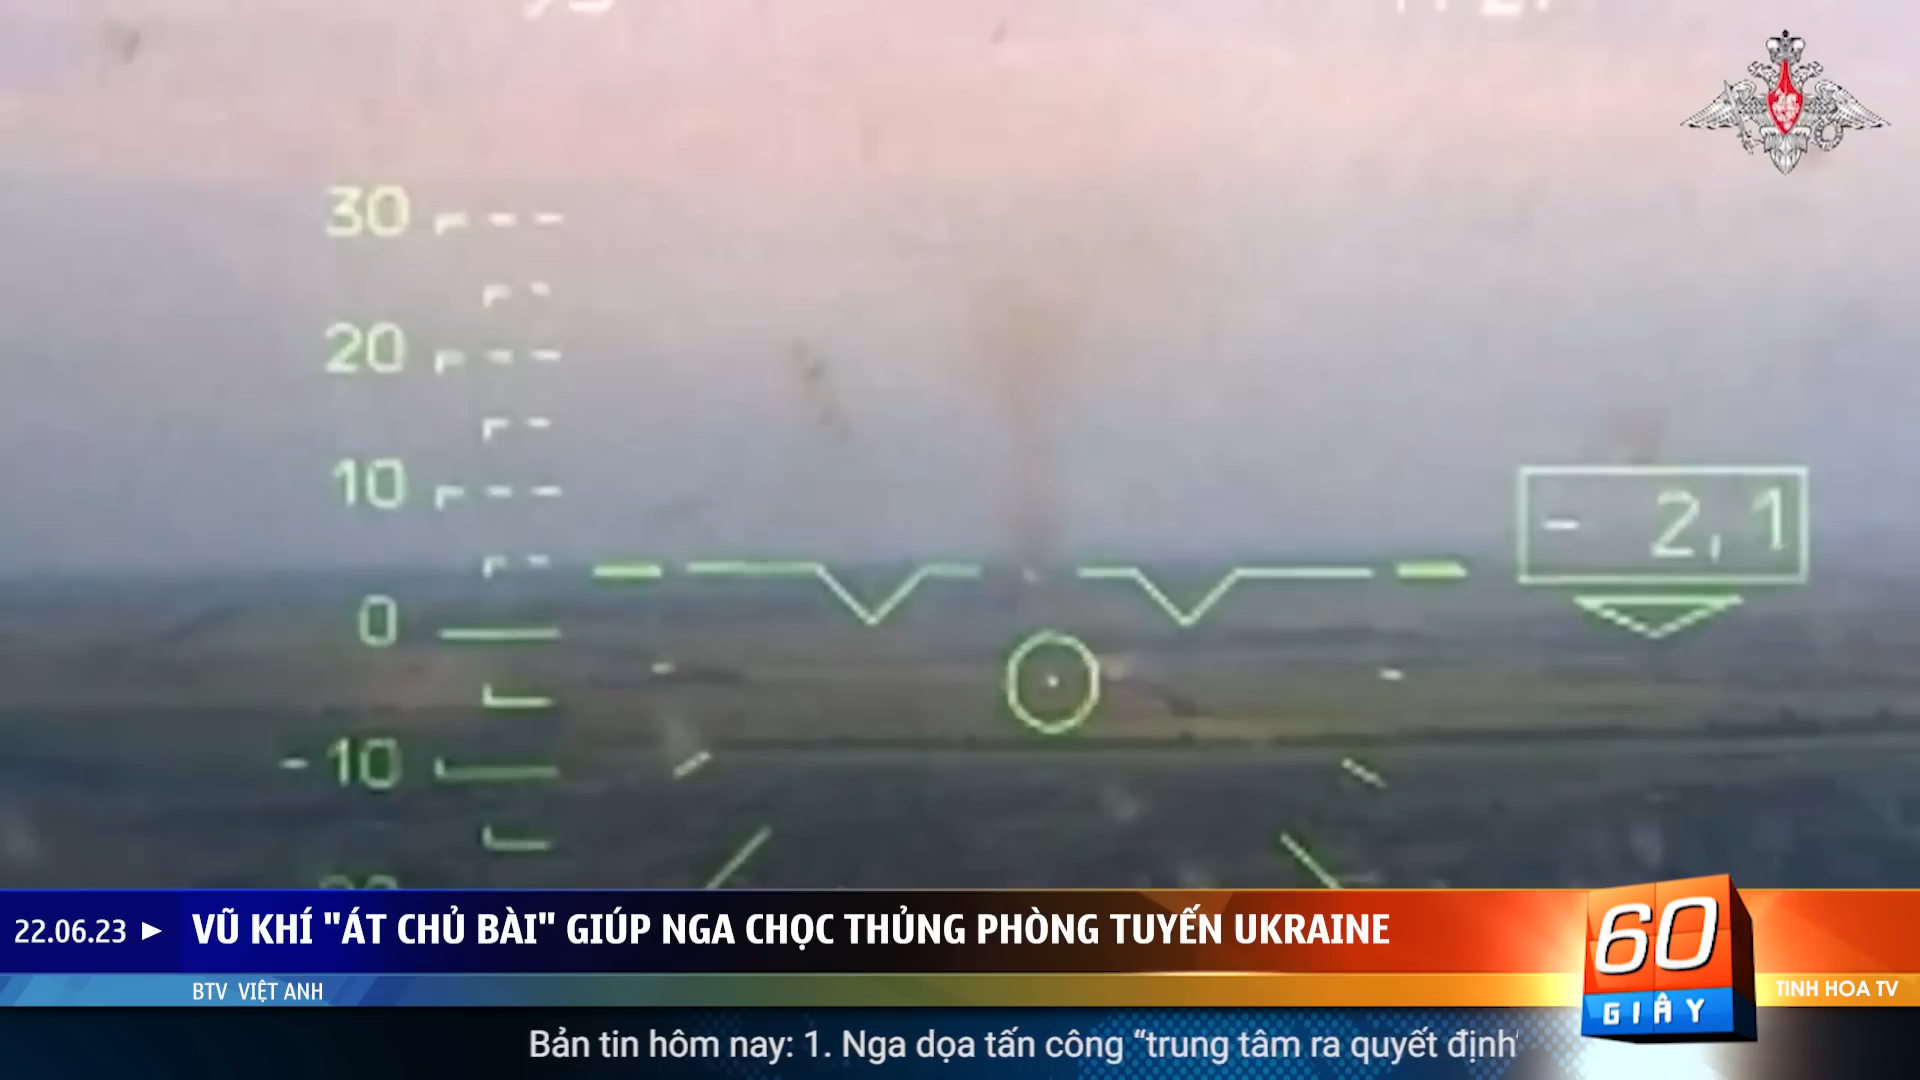 30
20
10
0
- 10
- 2,1
22.06.23 ► VŨ KHÍ "ÁT CHỦ BÀI" GIÚP NGA CHỌC THỦNG PHÒNG TUYẾN UKRAINE
BTV VIỆT ANH
60
GIÂY
TINH HOA TV
Bản tin hôm nay: 1. Nga dọa tấn công “trung tâm ra quyết định